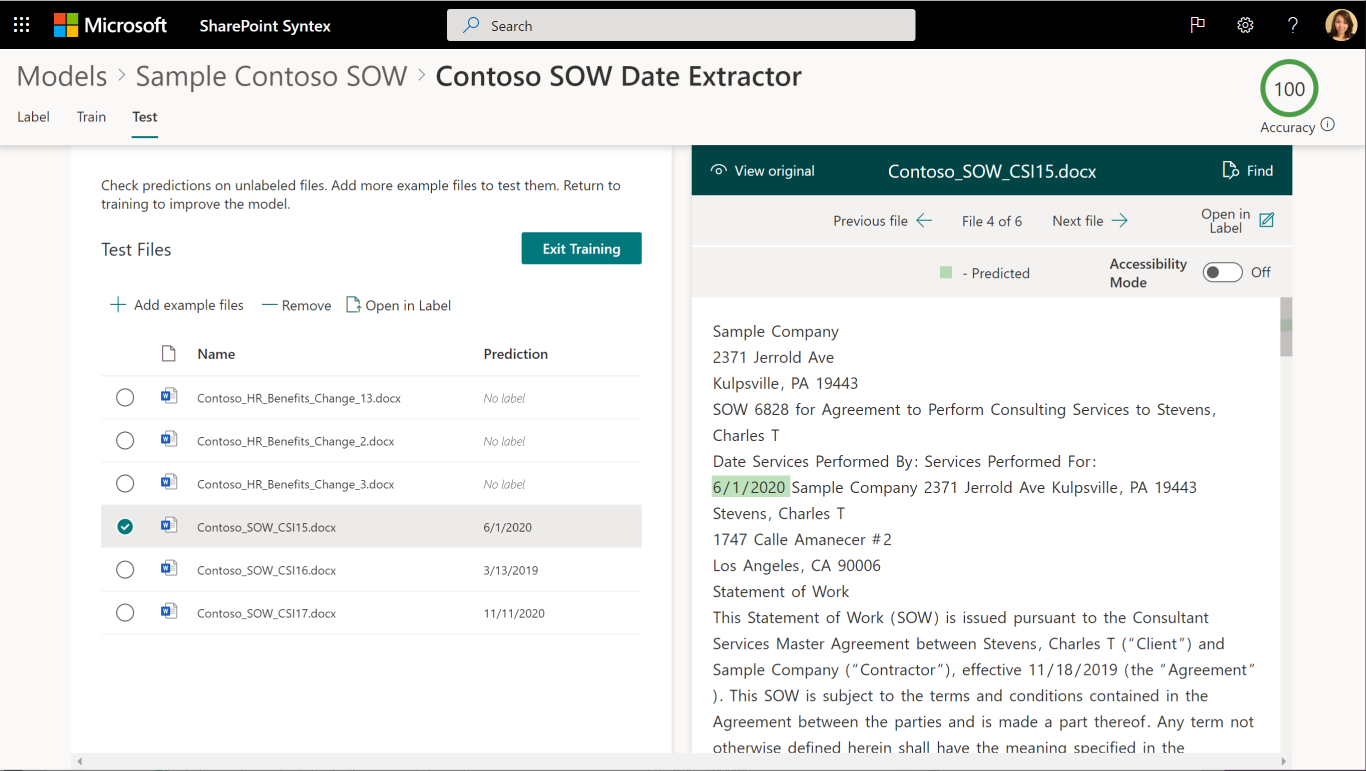 Microsoft SharePoint Syntex Search ?
Models > Sample Contoso SOW > Contoso SOW Date Extractor
100
Accuracy
Label Train Test
Check predictions on unlabeled files. Add more example files to test them. Return to
training to improve the model.
Test Files
Exit Training
Add example files Remove Open in Label
Name Prediction
Contoso_HR_Benefits_Change_13.docx No label
Contoso_HR_Benefits_Change_2.docx No label
Contoso_HR_Benefits_Change_3.docx No label
Contoso_SOW_CSI15.docx 6/1/2020
Contoso_SOW_CSI16.docx 3/13/2019
Contoso_SOW_CSI17.docx 11/11/2020
View original Contoso_SOW_CSI15.docx Find
Previous file File 4 of 6 Next file
Open in
Label
- Predicted
Accessibility
Mode
Off
Sample Company
2371 Jerrold Ave
Kulpsville, PA 19443
SOW 6828 for Agreement to Perform Consulting Services to Stevens,
Charles T
Date Services Performed By: Services Performed For:
6/1/2020 Sample Company 2371 Jerrold Ave Kulpsville, PA 19443
Stevens, Charles T
1747 Calle Amanecer #2
Los Angeles, CA 90006
Statement of Work
This Statement of Work (SOW) is issued pursuant to the Consultant
Services Master Agreement between Stevens, Charles T (“Client”) and
Sample Company (“Contractor”), effective 11/18/2019 (the “Agreement”
). This SOW is subject to the terms and conditions contained in the
Agreement between the parties and is made a part thereof. Any term not
otherwise defined herein shall have the meaning specified in the